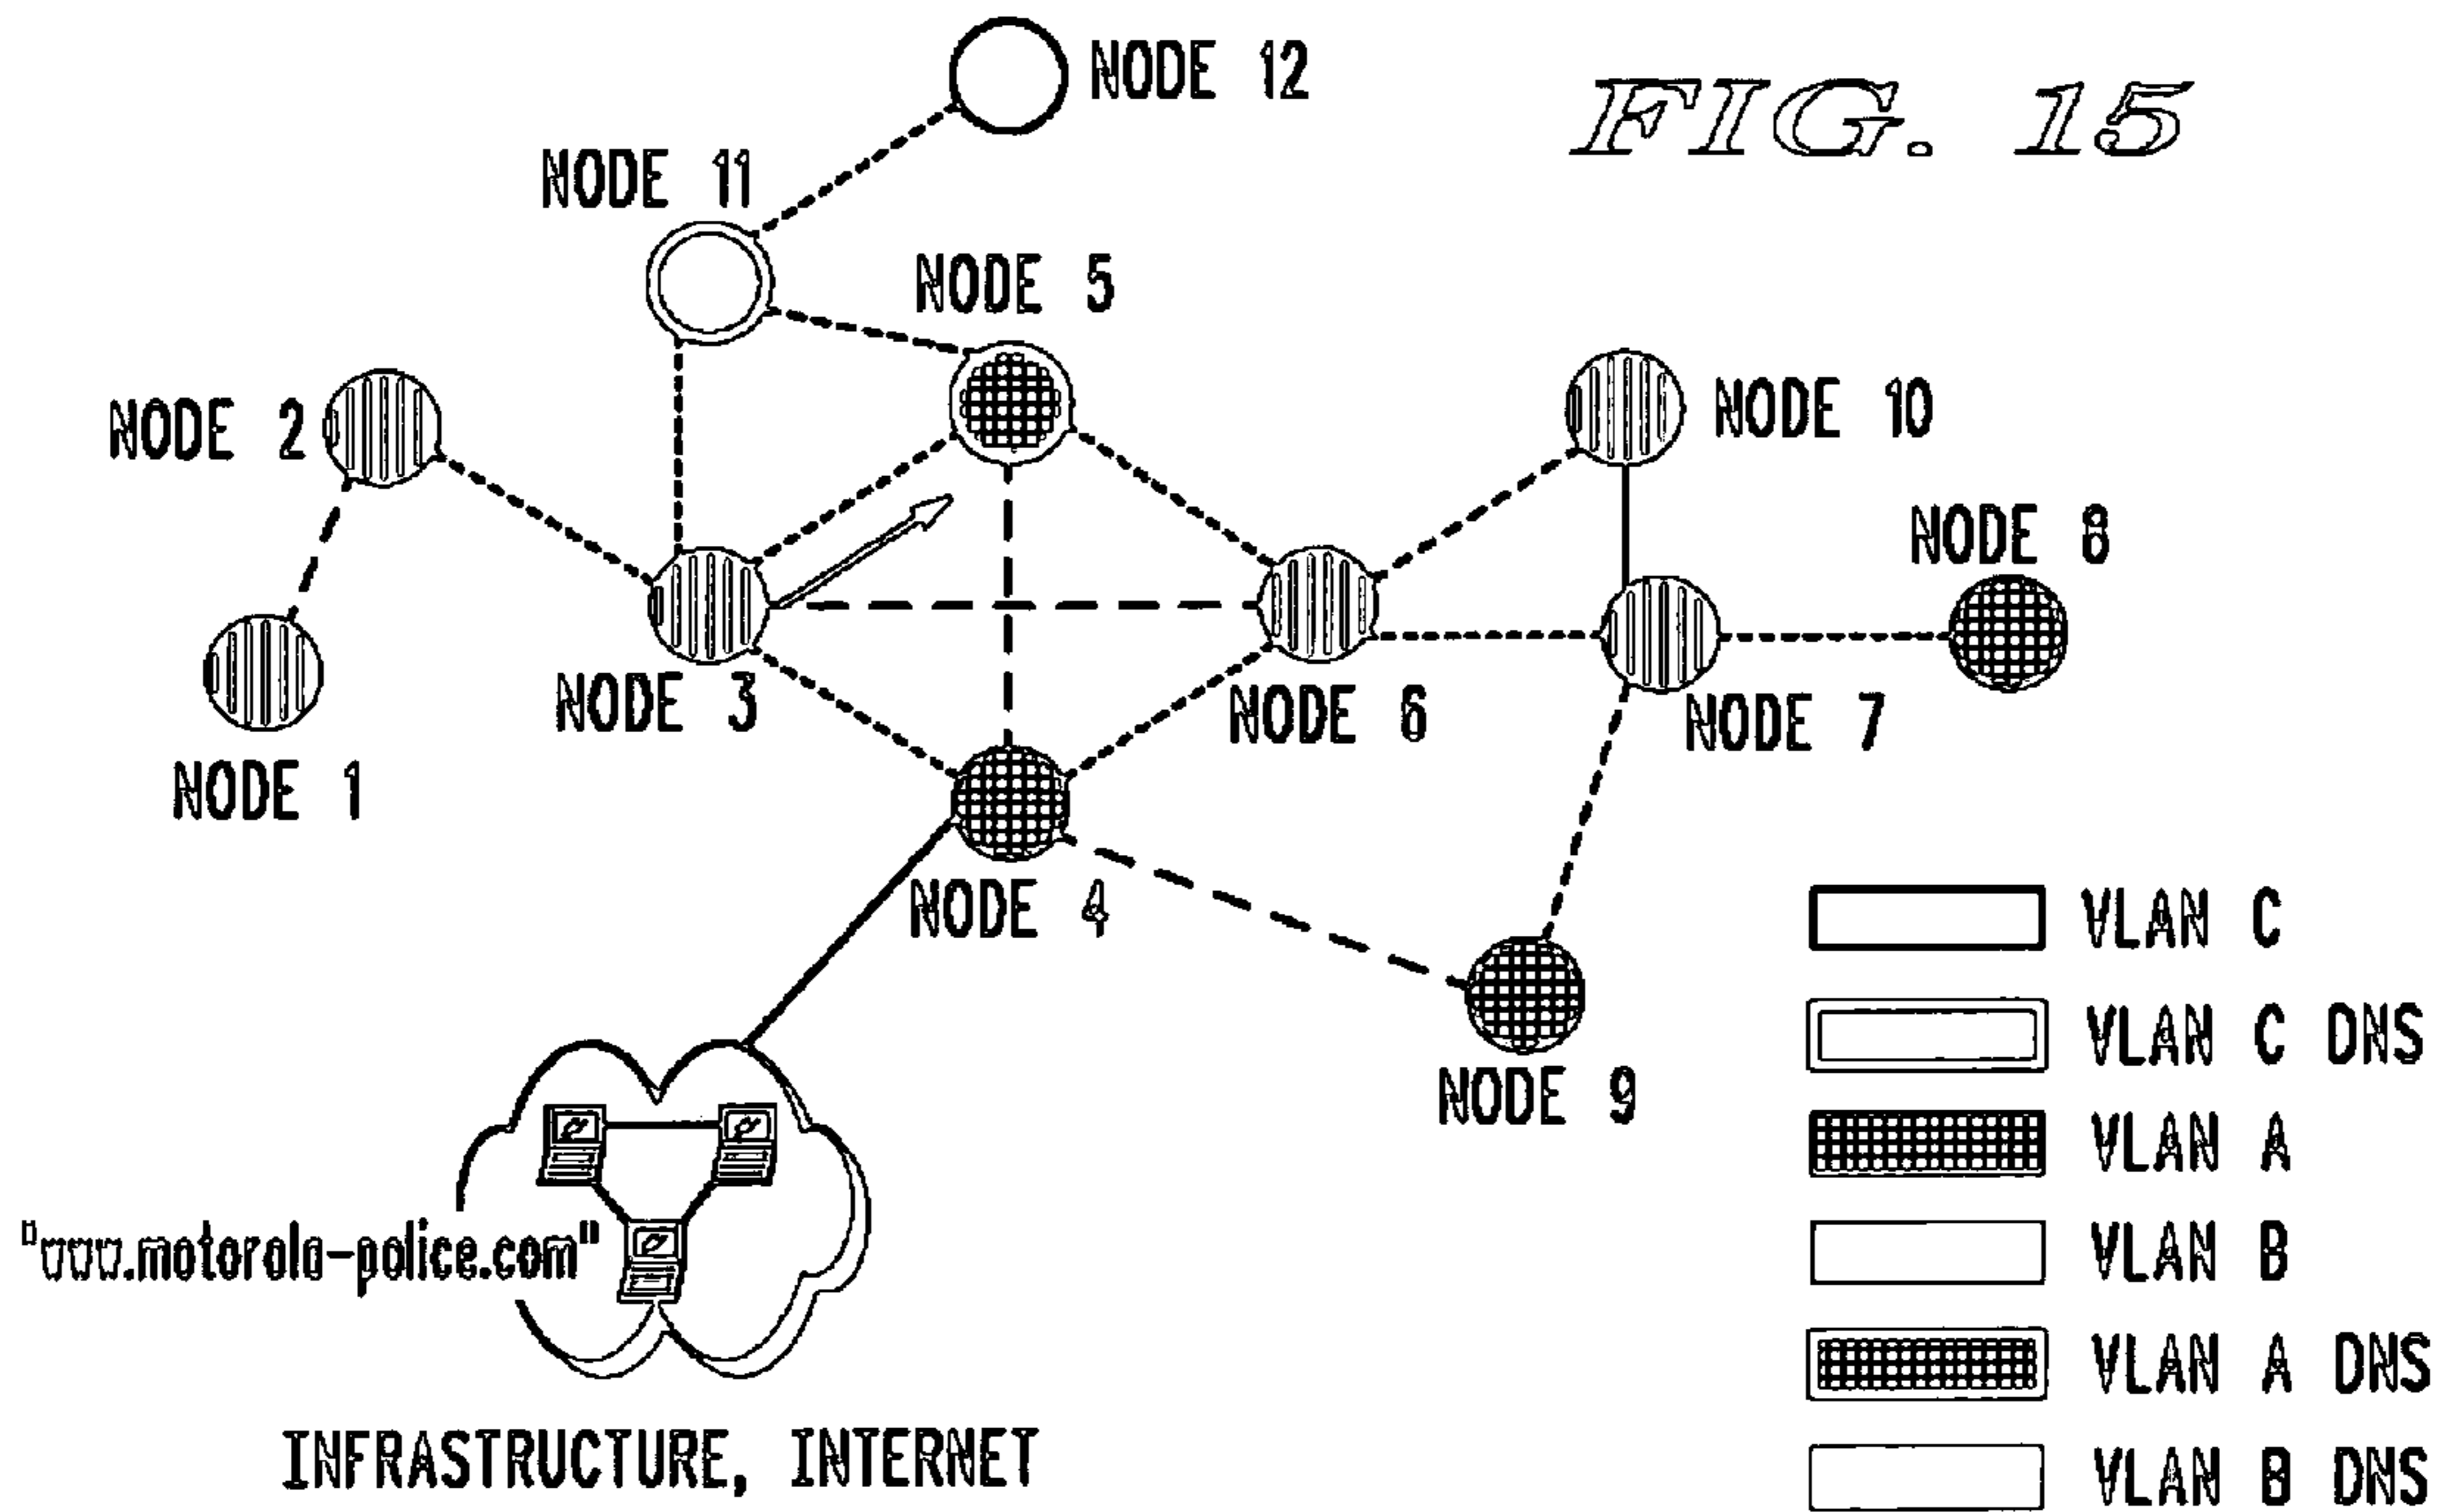 NODE 12
FIG. 15
NODE 11
NODE 5
NODE 2
NODE 10
NODE 8
NODE 3
NODE 6
NODE 7
NODE 1
NODE 4
NODE 9
VLAN C
VLAN C DNS
VLAN A
VLAN B
VLAN A DNS
VLAN B DNS
"www.motorola-police.com"
INFRASTRUCTURE, INTERNET